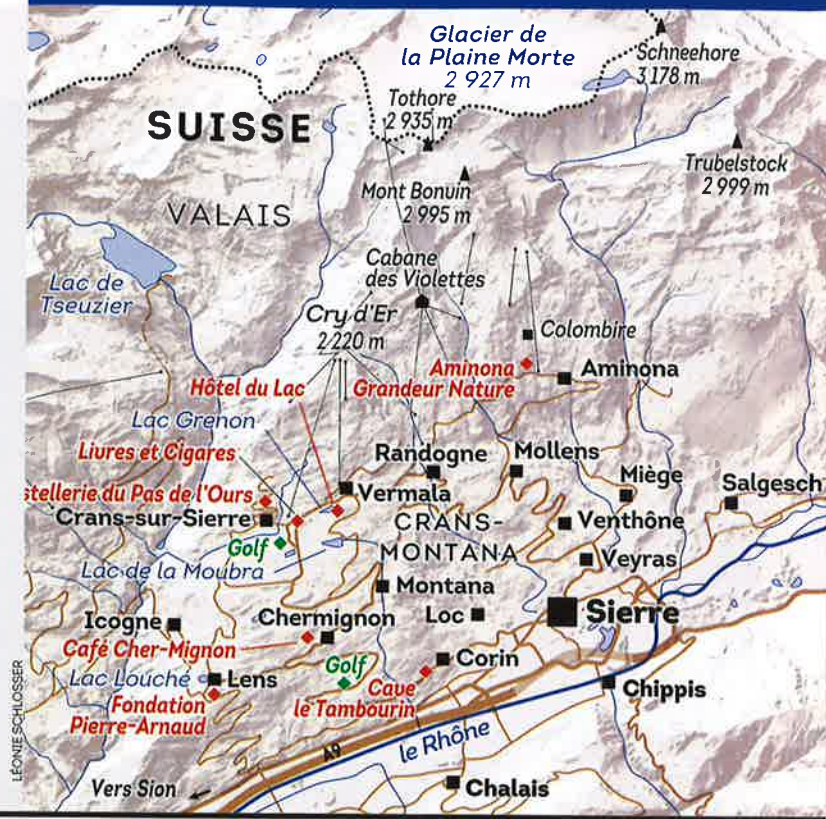 Glacier de
la Plaine Morte
2 927 m
Schneehore
3 178 m
Tothore
2 935 m
SUISSE
Trubelstock
2 999 m
Mont Bonuin
2 995 m
VALAIS
Cabane
des Violettes
Lac de
Tseuzier
Cry d'Er
2 220 m
Colombire
Aminona
Grandeur Nature
Aminona
Hôtel du Lac
Lac Grenon
Livres et Cigares
Randogne
Mollens
Miège
Salgesch
stellerie du Pas de l'Ours
Vermala
Crans-sur-Sierre
CRANS-
MONTANA
Venthône
Golf
Veyras
Lac de la Moubra
Montana
Icogne
Chermignon
Loc
Sierre
Café Cher-Mignon
Corin
Lac Louché
Lens
Golf
Cave
le Tambourin
Chippis
Fondation
Pierre-Arnaud
LÉONIE SCHLOSSER
A9
le Rhône
Vers Sion
Chalais